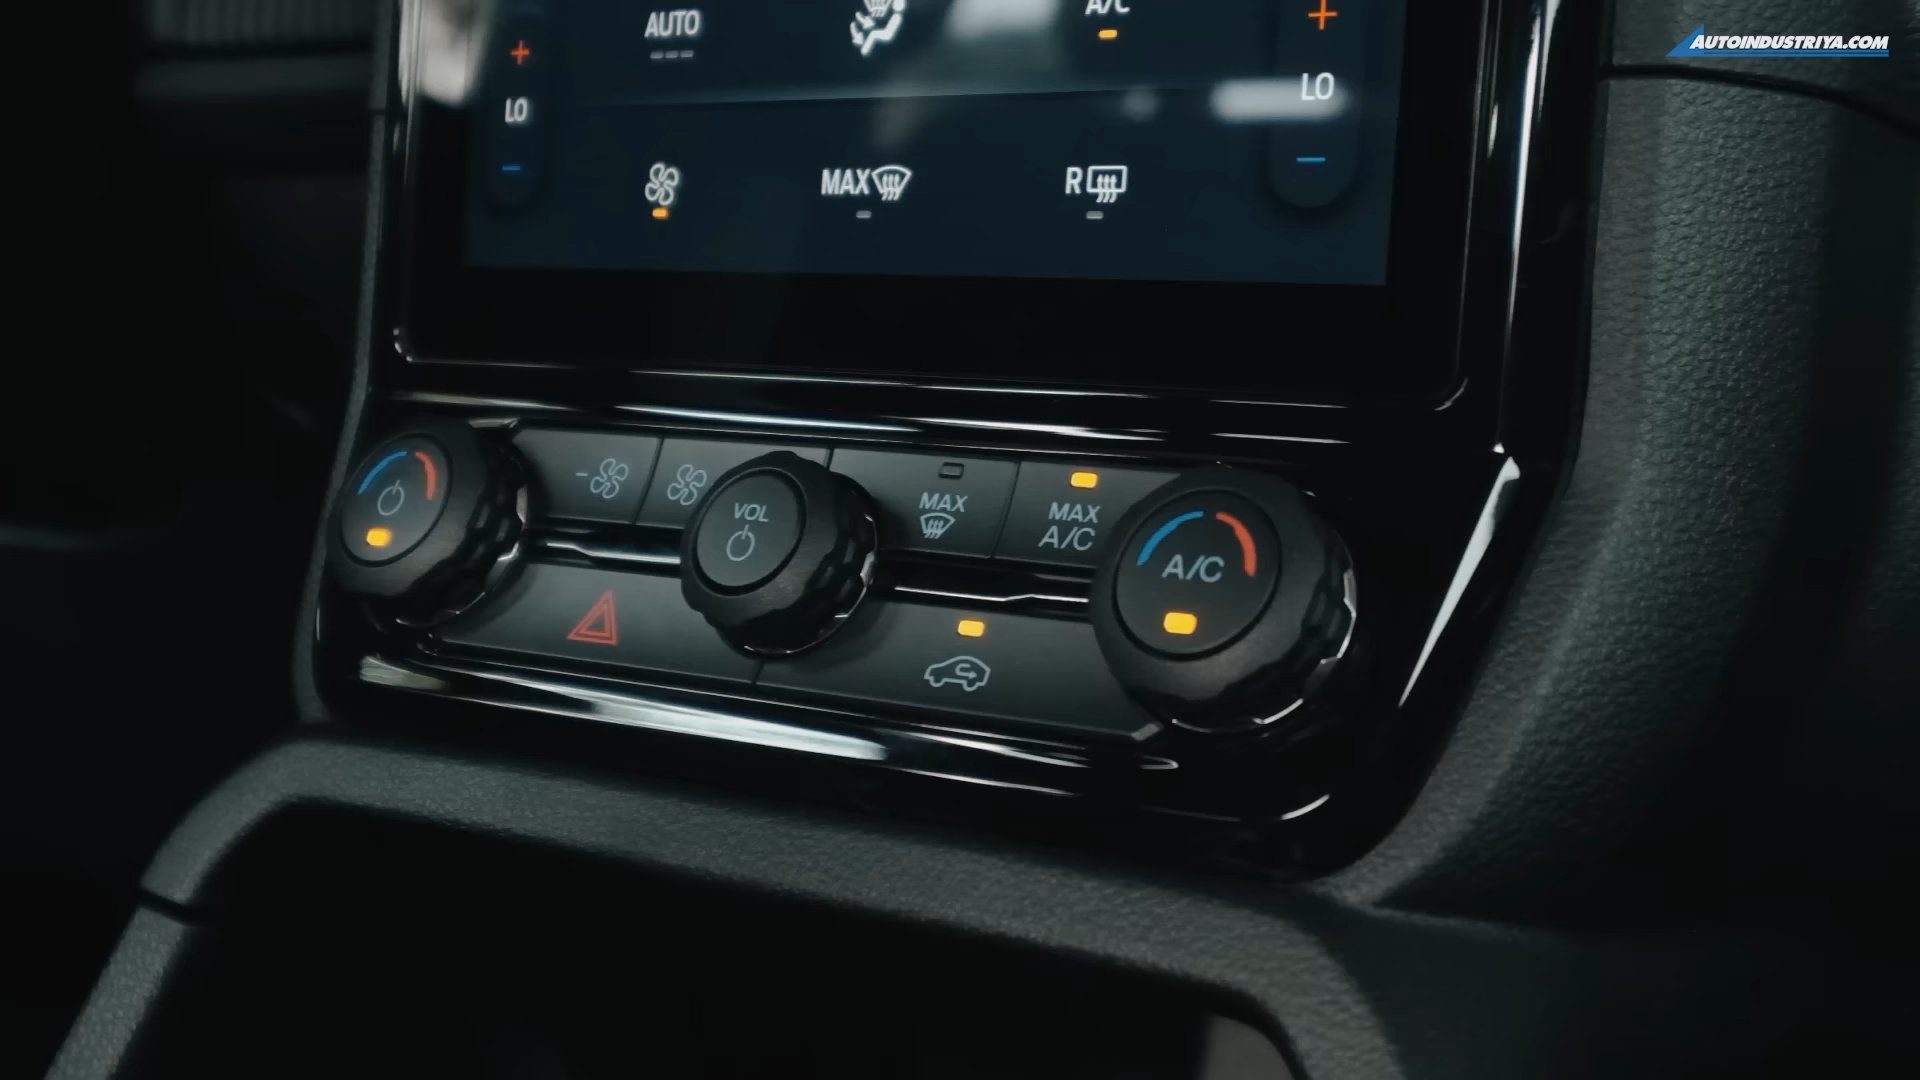 AUTOINDUSTRIYA.COM
AUTO
A/C
LO
LO
MAX
R
VOL
MAX
MAX
A/C
A/C